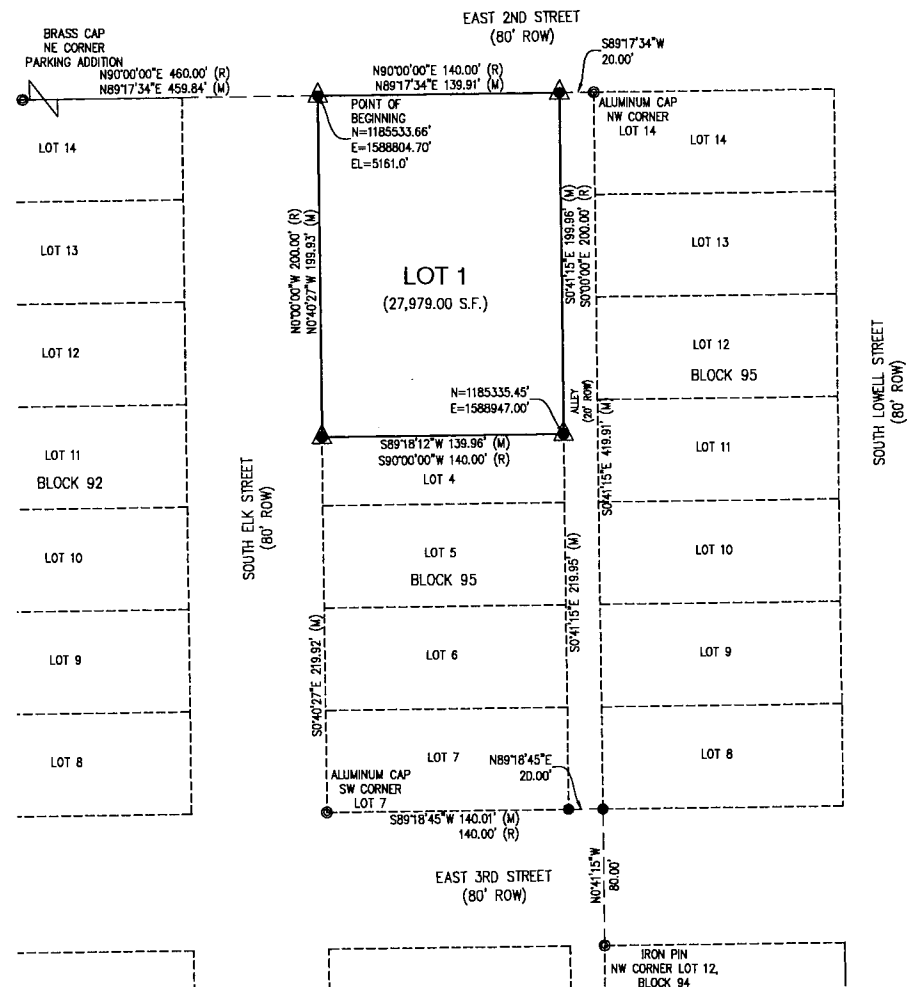 EAST 2ND STREET
(80' ROW)
BRASS CAP
NE CORNER
PARKING ADDITION
N90°00'00"E 460.00' (R)
N89°17'34"E 459.84' (M)
N90°00'00"E 140.00' (R)
N89°17'34"E 139.91' (M)
S89°17'34"W
20.00'
POINT OF
BEGINNING
N=1185533.66'
E=1588804.70'
EL=5161.0'
ALUMINUM CAP
NW CORNER
LOT 14
LOT 14
LOT 14
LOT 13
LOT 13
N0°00'00"W 200.00' (R)
N0°40'27"W 199.93' (M)
LOT 1
(27,979.00 S.F.)
S0°41'15"E 199.96' (M)
S0°00'00"E 200.00' (R)
LOT 12
LOT 12
BLOCK 95
SOUTH LOWELL STREET
(80' ROW)
N=1185335.45'
E=1588947.00'
ALLEY
(20' ROW)
S89°18'12"W 139.96' (M)
S90°00'00"W 140.00' (R)
LOT 11
BLOCK 92
LOT 4
LOT 11
S0°41'15"E 419.91' (M)
SOUTH ELK STREET
(80' ROW)
LOT 10
LOT 5
BLOCK 95
LOT 10
S0°41'15"E 219.95' (M)
S0°40'27"E 219.92' (M)
LOT 9
LOT 6
LOT 9
LOT 8
LOT 7
LOT 8
N89°18'45"E
20.00'
ALUMINUM CAP
SW CORNER
LOT 7
S89°18'45"W 140.01' (M)
140.00' (R)
EAST 3RD STREET
(80' ROW)
N0°41'15"W
80.00'
IRON PIN
NW CORNER LOT 12,
BLOCK 94